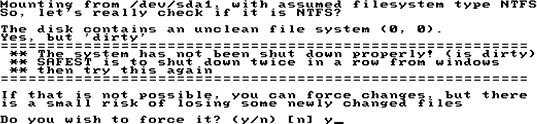 Mounting from /dev/sda1, with assumed filesystem type NTFS
So, let's really check if it is NTFS?
The disk contains an unclean file system (0, 0).
Yes, but 'dirty'
====================================================================
** The system has not been shut down properly! (is dirty)
** SAFEST is to shut down twice in a row from windows
** then try this again
====================================================================
If that is not possible, you can force changes, but there
is a small risk of losing some newly changed files
Do you wish to force it? (y/n) [n] y_